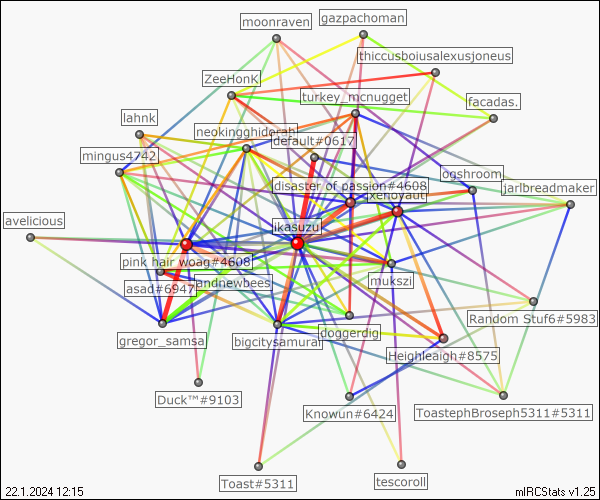 moonraven
gazpachoman
thiccusboiusalexusjoneus
ZeeHonK
turkey_mcnugget
facadas.
lahnk
neokingghidorah
default#0617
mingus4742
ogshroom
disaster of passion#4608
jarlbreadmaker
xenoyaut
avelicious
ikasuzu
pink hair woag#4608
mukszi
asad#6947
andnewbees
Random Stuf6#5983
gregor_samsa
bigcitysamurai
doggerdig
Heighleaigh#8575
Duck™#9103
Knowun#6424
ToastephBroseph5311#5311
Toast#5311
tescoroll
22.1.2024 12:15
mIRCStats v1.25